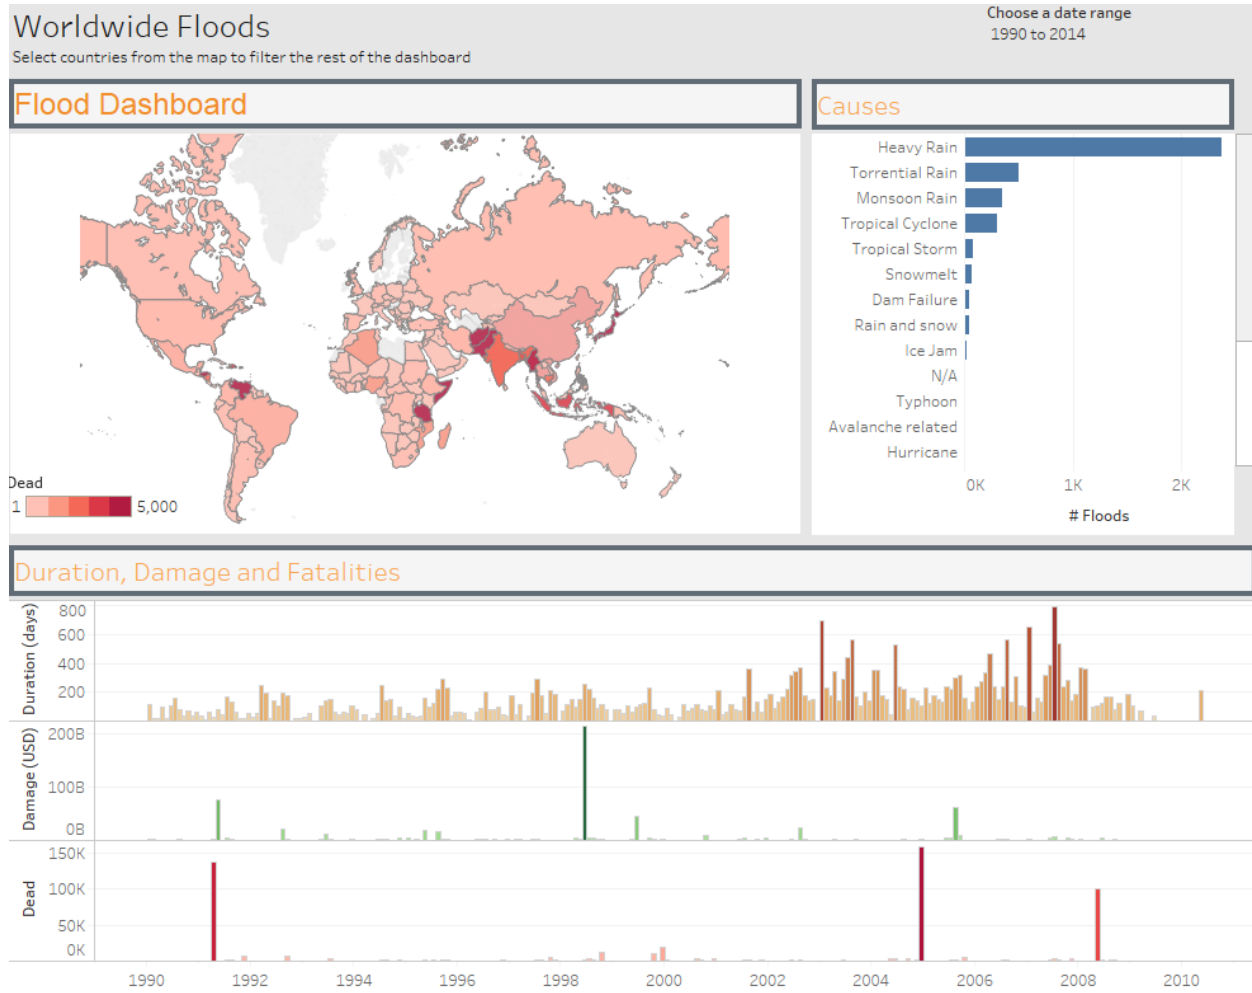 Worldwide Floods
Select countries from the map to filter the rest of the dashboard
Choose a date range
1990 to 2014
Flood Dashboard
Dead
1
5,000
Causes
Heavy Rain
Torrential Rain
Monsoon Rain
Tropical Cyclone
Tropical Storm
Snowmelt
Dam Failure
Rain and snow
Ice Jam
N/A
Typhoon
Avalanche related
Hurricane
0K 1K 2K
# Floods
Duration, Damage and Fatalities
Duration (days)
800
600
400
200
Damage (USD)
200B
100B
0B
Dead
150K
100K
50K
0K
1990 1992 1994 1996 1998 2000 2002 2004 2006 2008 2010